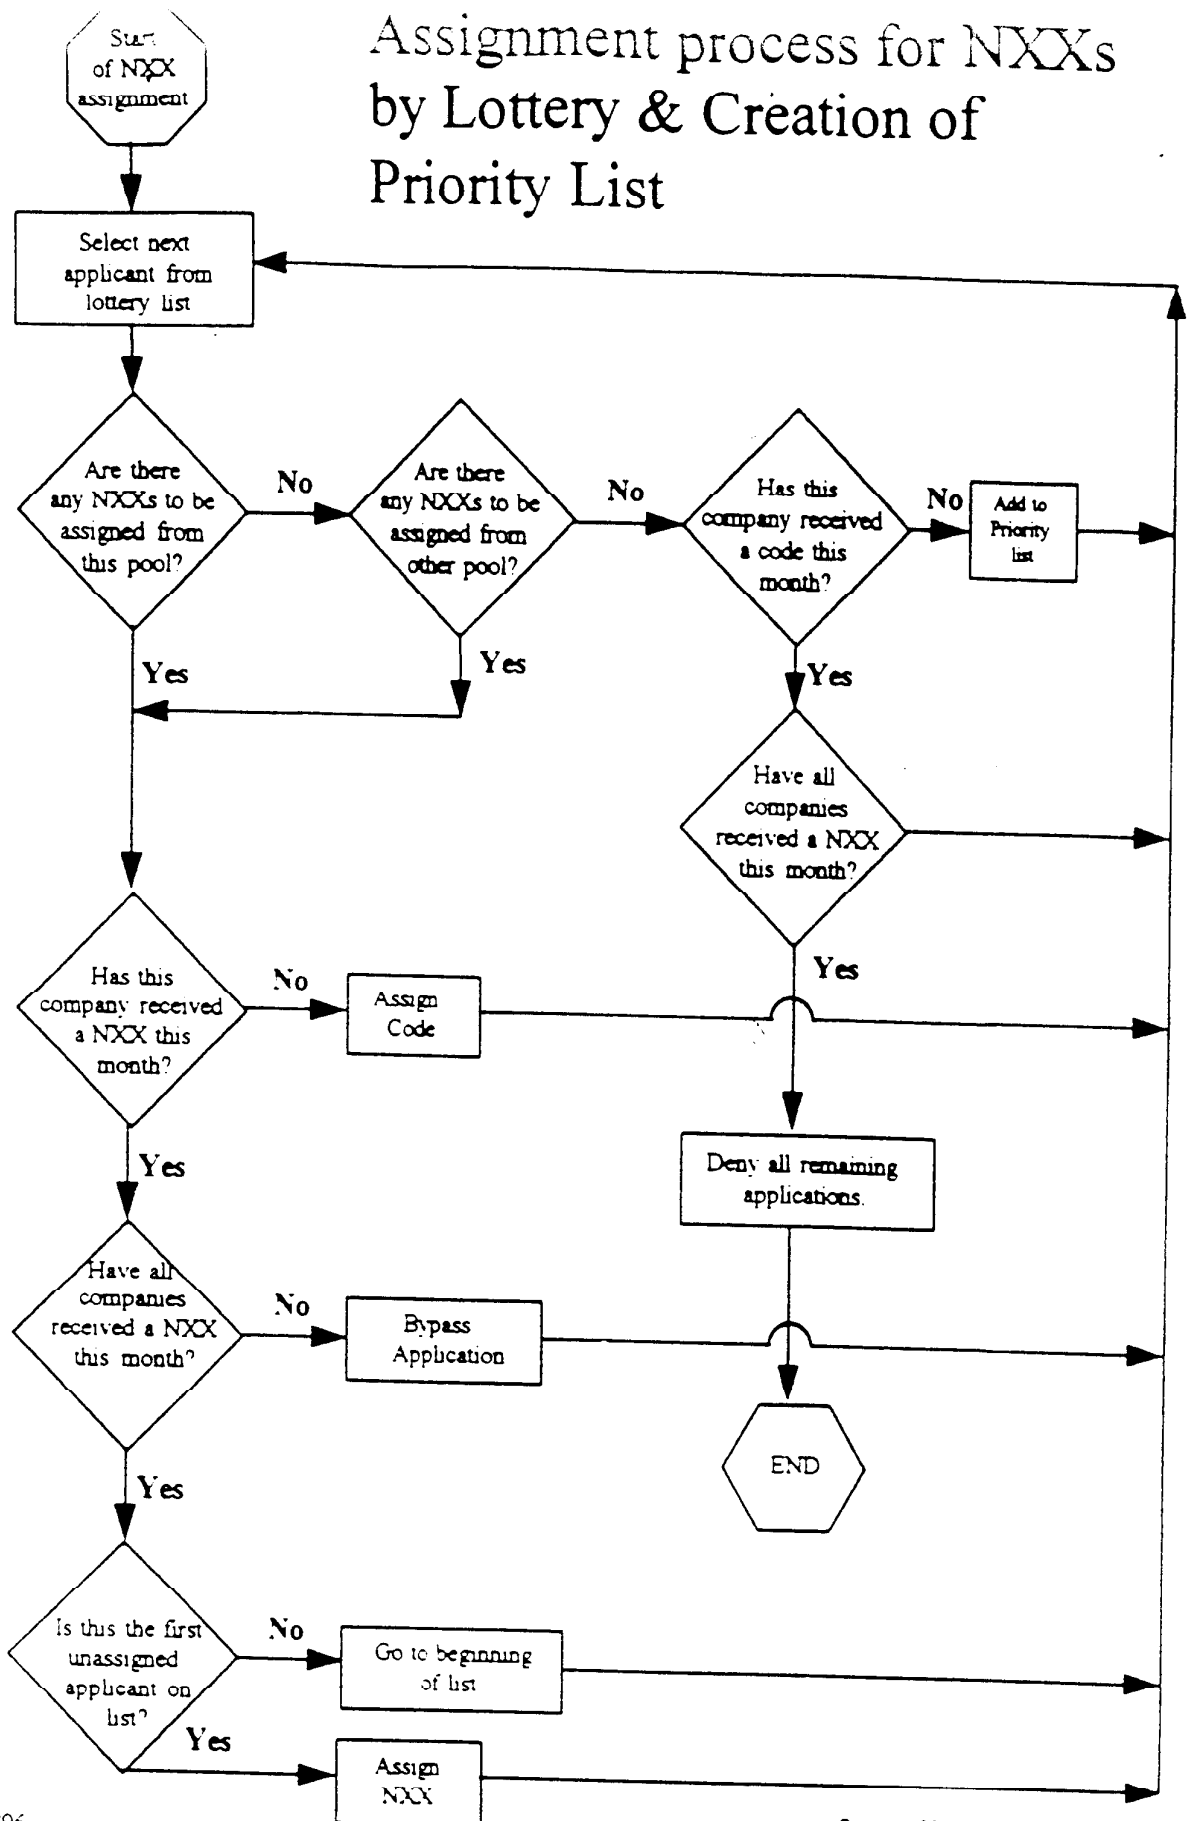 Assignment process for NXXs
by Lottery & Creation of
Priority List
Start
of NXX
assignment
Select next
applicant from
lottery list
Are there
any NXXs to be
assigned from
this pool?
No
Yes
Are there
any NXXs to be
assigned from
other pool?
No
Yes
Has this
company received
a code this
month?
No
Add to
Priority
list
Yes
Have all
companies
received a NXX
this month?
Yes
Has this
company received
a NXX this
month?
No
Assign
Code
Yes
Deny all remaining
applications.
Have all
companies
received a NXX
this month?
No
Bypass
Application
Yes
END
Is this the first
unassigned
applicant on
list?
No
Go to beginning
of list
Yes
Assign
NXX